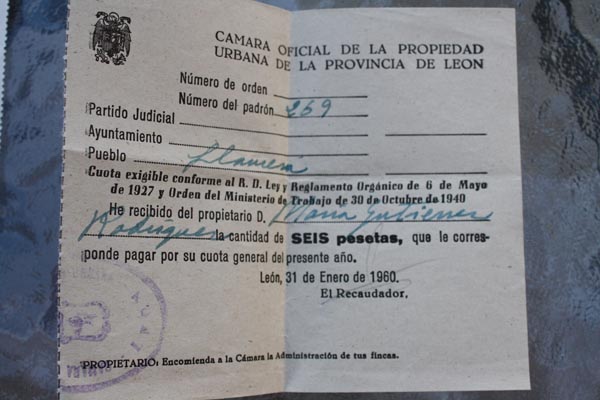 CAMARA OFICIAL DE LA PROPIEDAD
URBANA DE LA PROVINCIA DE LEON
Número de orden
Número del padrón 269
Partido Judicial
Ayuntamiento
Pueblo Llamera
Cuota exigible conforme al R. D. Ley y Reglamento Orgánico de 6 de Mayo
de 1927 y Orden del Ministerio de Trabajo de 30 de Octubre de 1940
He recibido del propietario D. Maria Gutierrez
Rodriguez la cantidad de SEIS pesetas, que le corres-
ponde pagar por su cuota general del presente año.
León, 31 de Enero de 1960.
El Recaudador,
PROPIETARIO: Encomienda a la Cámara la Administración de tus fincas.